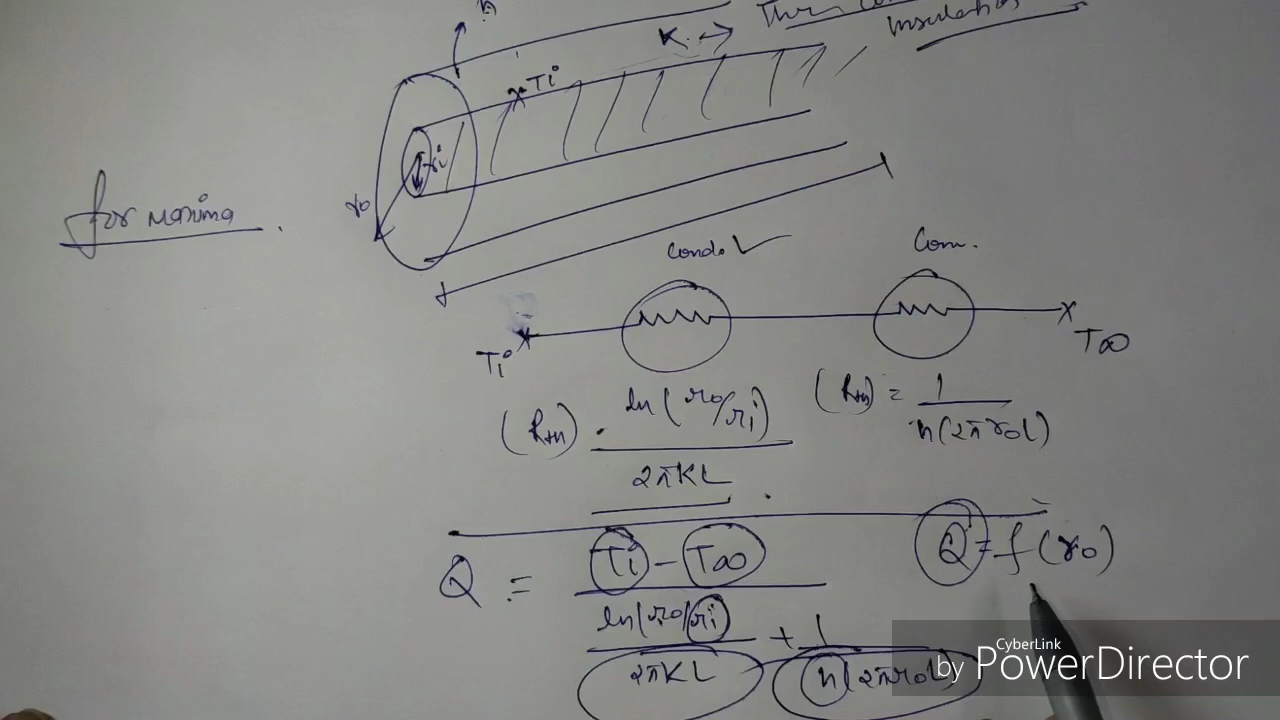 h
K →
Insulation
Ti
ri
ro
for maxima.
Cond.
Conv.
Ti
T∞
(Rth) . ln(ro/ri)
2πKL
(Rth) = 1
h(2πroL)
Q = Ti - T∞
ln(ro/ri)
2πKL
+ 1
h(2πroL)
Q = f(ro)
CyberLink
by PowerDirector